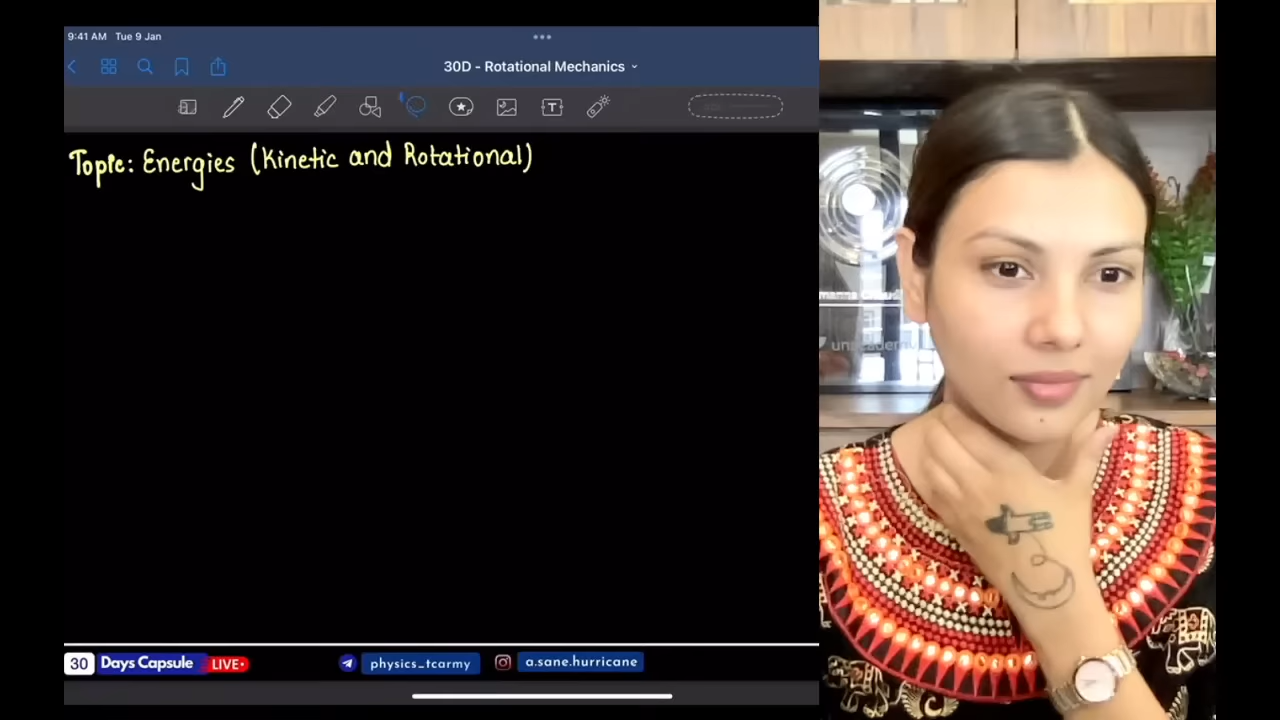 9:41 AM Tue 9 Jan
30D - Rotational Mechanics
Topic: Energies (Kinetic and Rotational)
30 Days Capsule LIVE
physics_tcarmy
a.sane.hurricane